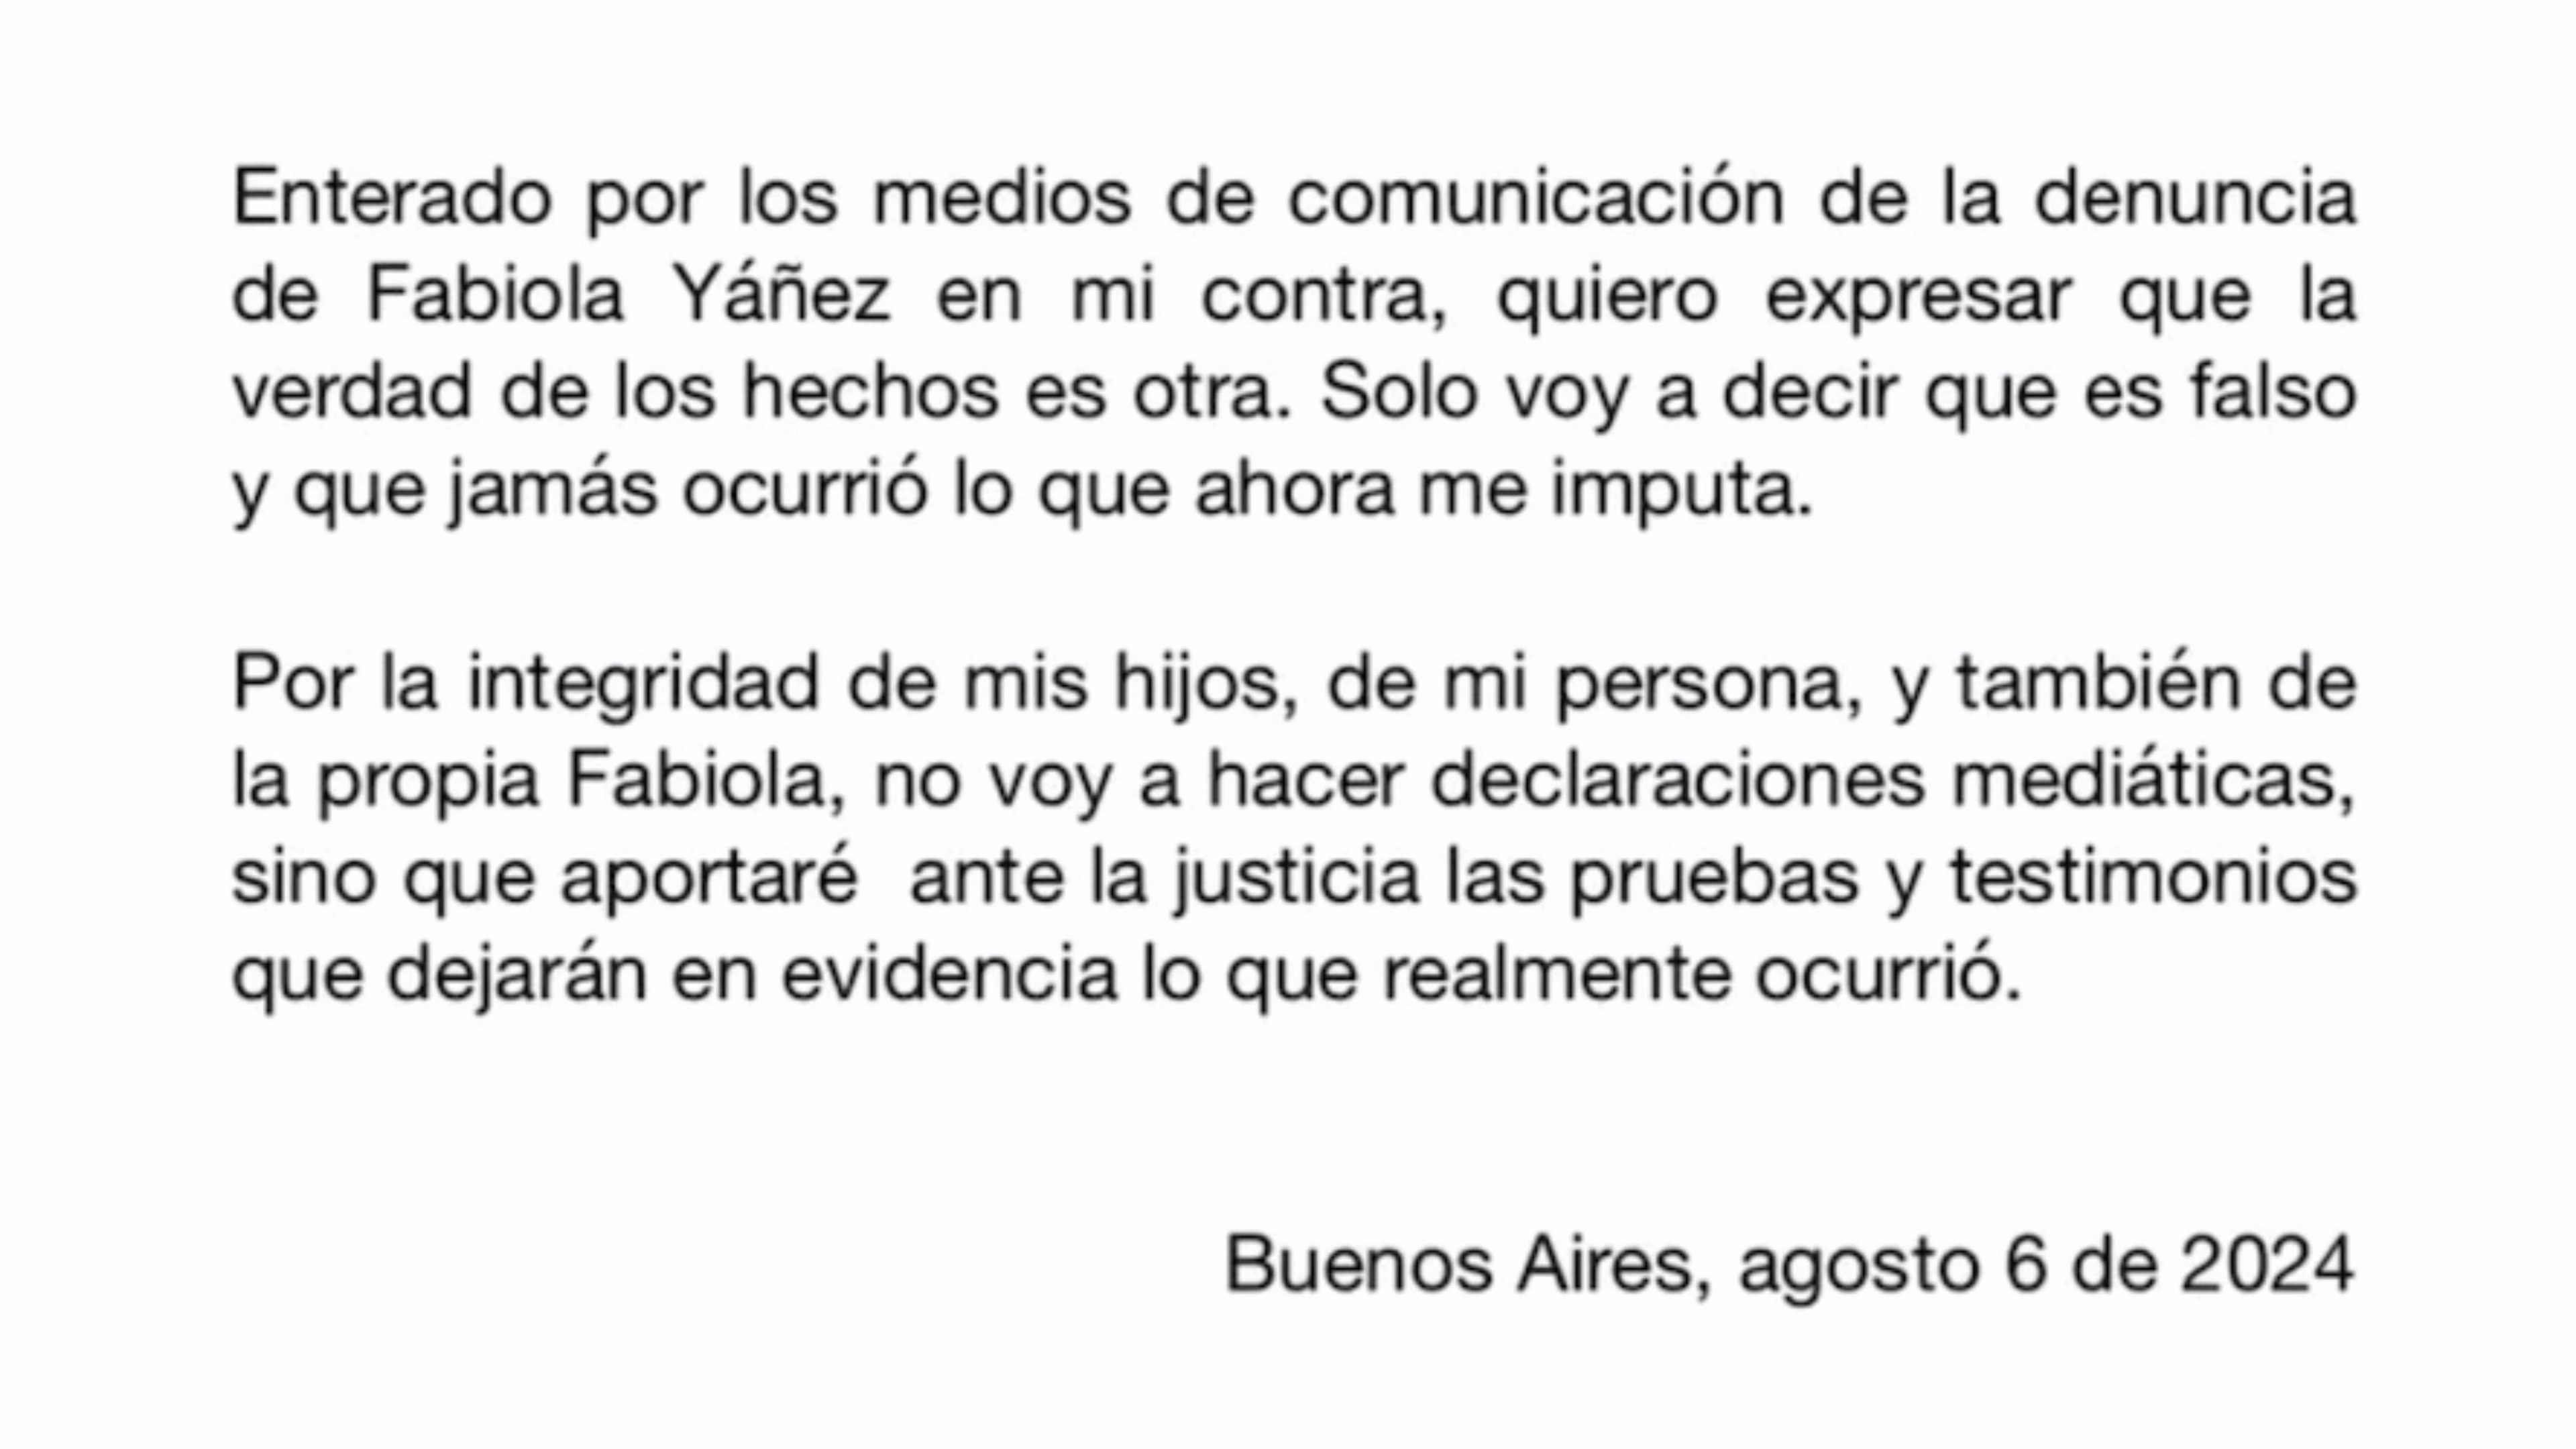 Enterado por los medios de comunicación de la denuncia
de Fabiola Yáñez en mi contra, quiero expresar que la
verdad de los hechos es otra. Solo voy a decir que es falso
y que jamás ocurrió lo que ahora me imputa.
Por la integridad de mis hijos, de mi persona, y también de
la propia Fabiola, no voy a hacer declaraciones mediáticas,
sino que aportaré  ante la justicia las pruebas y testimonios
que dejarán en evidencia lo que realmente ocurrió.
Buenos Aires, agosto 6 de 2024